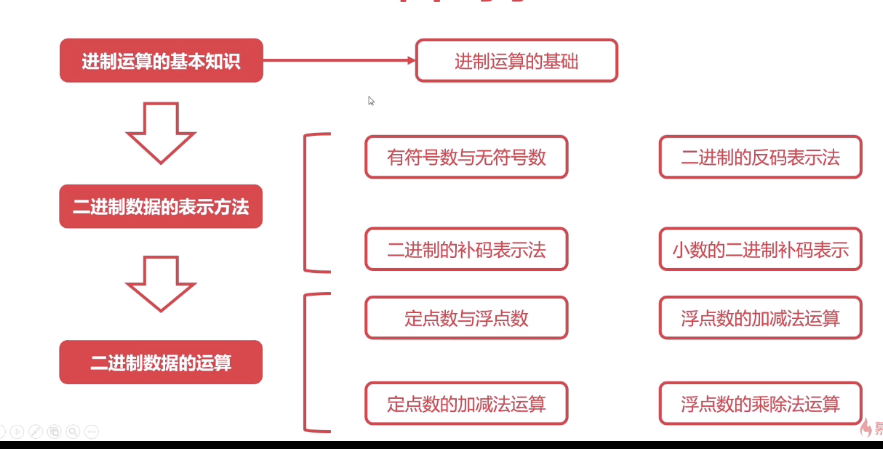 进制运算的基本知识
进制运算的基础
有符号数与无符号数
二进制的反码表示法
二进制数据的表示方法
二进制的补码表示法
小数的二进制补码表示
定点数与浮点数
浮点数的加减法运算
二进制数据的运算
定点数的加减法运算
浮点数的乘除法运算